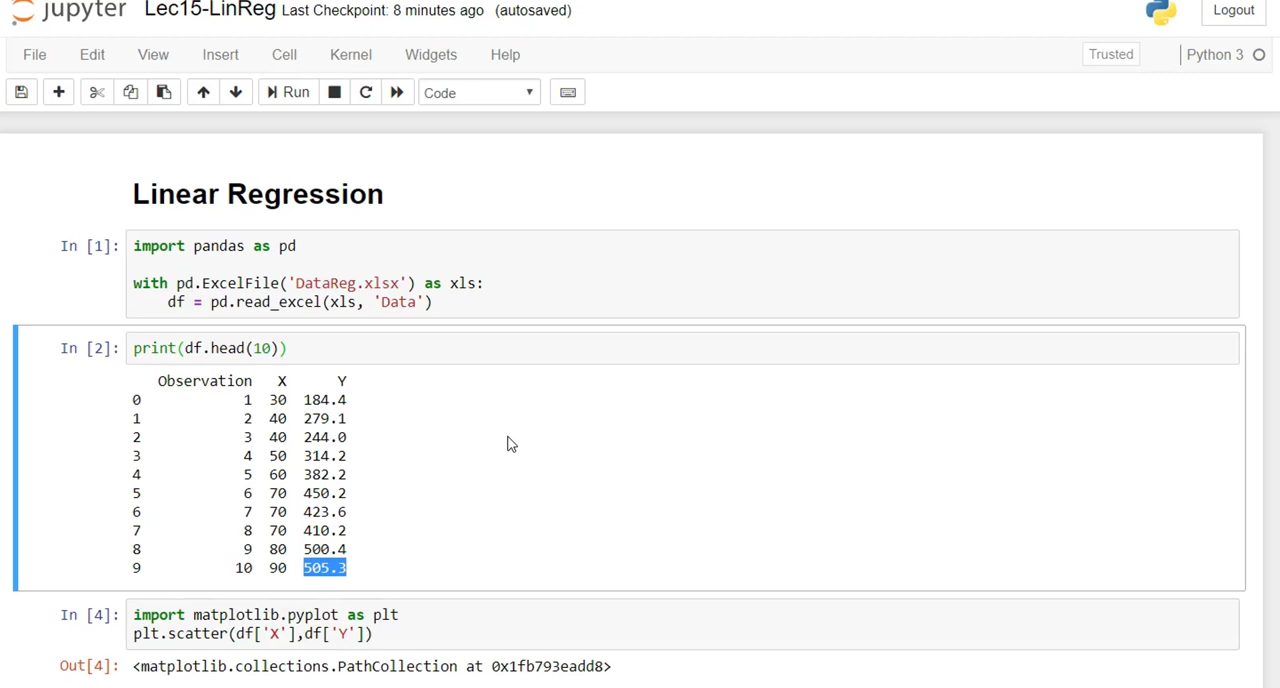 jupyter Lec15-LinReg Last Checkpoint: 8 minutes ago (autosaved) Logout
File Edit View Insert Cell Kernel Widgets Help Trusted Python 3
Run Code
Linear Regression
In [1]: import pandas as pd
with pd.ExcelFile('DataReg.xlsx') as xls:
    df = pd.read_excel(xls, 'Data')
In [2]: print(df.head(10))
   Observation   X      Y
0            1  30  184.4
1            2  40  279.1
2            3  40  244.0
3            4  50  314.2
4            5  60  382.2
5            6  70  450.2
6            7  70  423.6
7            8  70  410.2
8            9  80  500.4
9           10  90  505.3
In [4]: import matplotlib.pyplot as plt
plt.scatter(df['X'],df['Y'])
Out[4]: <matplotlib.collections.PathCollection at 0x1fb793eadd8>